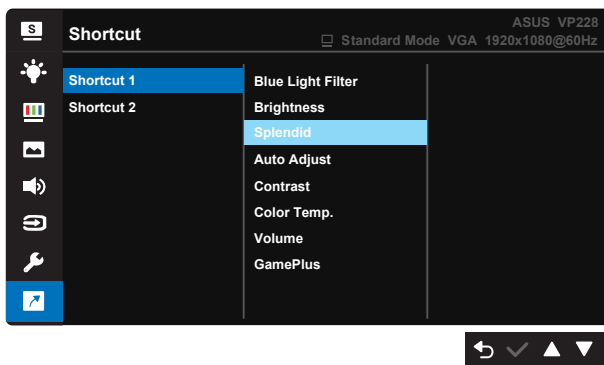 S
Shortcut
ASUS VP228
Standard Mode VGA 1920x1080@60Hz
Shortcut 1
Shortcut 2
Blue Light Filter
Brightness
Splendid
Auto Adjust
Contrast
Color Temp.
Volume
GamePlus